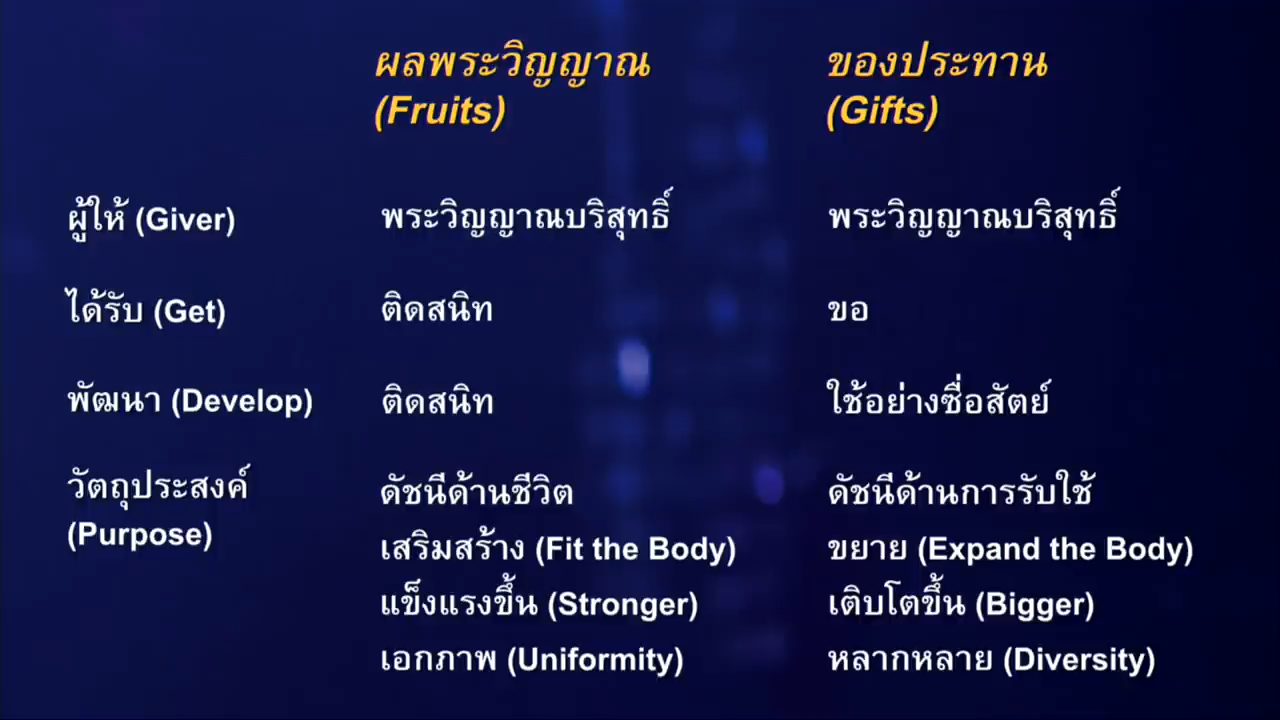 ผลพระวิญญาณ ของประทาน
(Fruits) (Gifts)
ผู้ให้ (Giver) พระวิญญาณบริสุทธิ์ พระวิญญาณบริสุทธิ์
ได้รับ (Get) ติดสนิท ขอ
พัฒนา (Develop) ติดสนิท ใช้อย่างซื่อสัตย์
วัตถุประสงค์ ดัชนีด้านชีวิต ดัชนีด้านการรับใช้
(Purpose) เสริมสร้าง (Fit the Body) ขยาย (Expand the Body)
แข็งแรงขึ้น (Stronger) เติบโตขึ้น (Bigger)
เอกภาพ (Uniformity) หลากหลาย (Diversity)